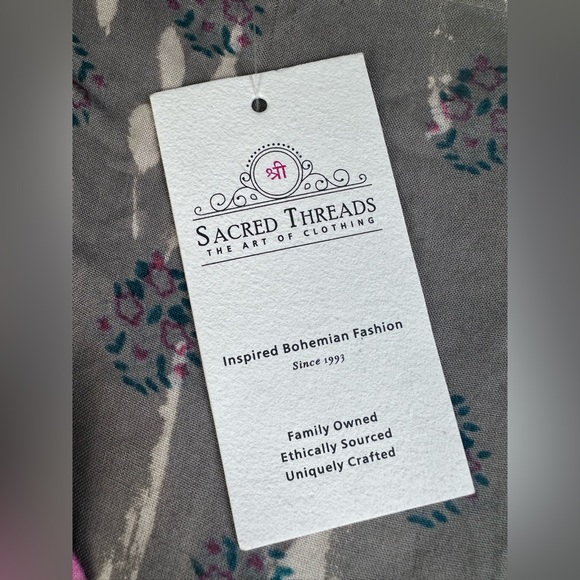 श्री
SACRED THREADS
THE ART OF CLOTHING
Inspired Bohemian Fashion
Since 1993
Family Owned
Ethically Sourced
Uniquely Crafted